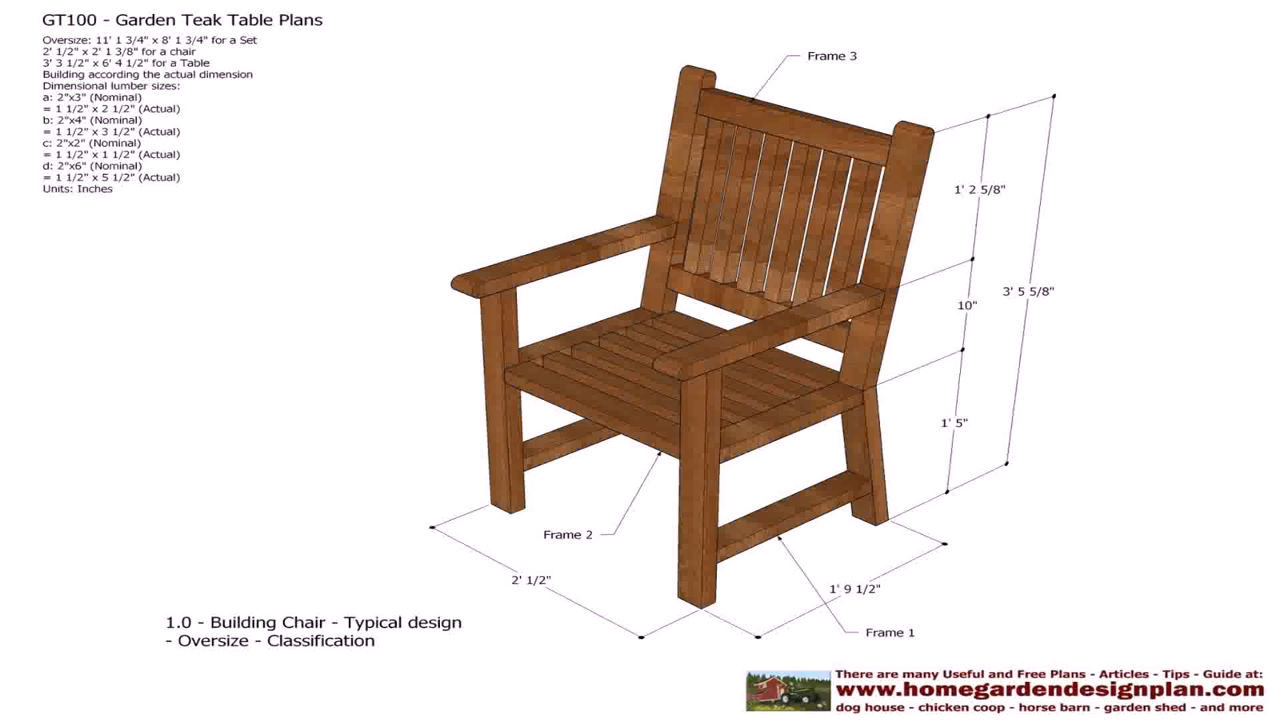 GT100 - Garden Teak Table Plans
Oversize: 11' 1 3/4" x 8' 1 3/4" for a Set
2' 1/2" x 2' 1 3/8" for a chair
3' 3 1/2" x 6' 4 1/2" for a Table
Building according the actual dimension
Dimensional lumber sizes:
a: 2"x3" (Nominal)
= 1 1/2" x 2 1/2" (Actual)
b: 2"x4" (Nominal)
= 1 1/2" x 3 1/2" (Actual)
c: 2"x2" (Nominal)
= 1 1/2" x 1 1/2" (Actual)
d: 2"x6" (Nominal)
= 1 1/2" x 5 1/2" (Actual)
Units: Inches
Frame 3
1' 2 5/8"
3' 5 5/8"
10"
1' 5"
Frame 2
2' 1/2"
1' 9 1/2"
Frame 1
1.0 - Building Chair - Typical design
- Oversize - Classification
There are many Useful and Free Plans - Articles - Tips - Guide at:
www.homegardendesignplan.com
dog house - chicken coop - horse barn - garden shed - and more